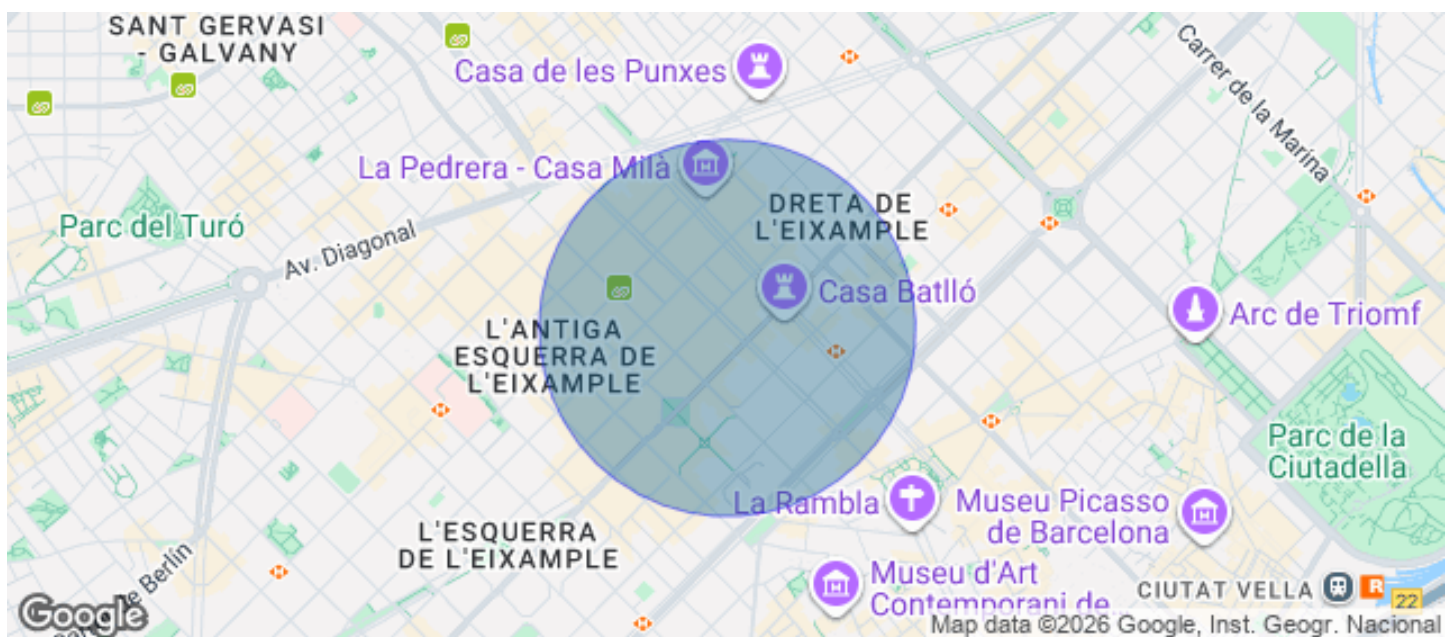 SANT GERVASI
- GALVANY
Casa de les Punxes
Carrer de la Marina
La Pedrera - Casa Milà
DRETA DE
L'EIXAMPLE
Parc del Turó
Av. Diagonal
Casa Batlló
Arc de Triomf
L'ANTIGA
ESQUERRA DE
L'EIXAMPLE
Parc de la
Ciutadella
La Rambla
Museu Picasso
de Barcelona
L'ESQUERRA
DE L'EIXAMPLE
de Berlín
Museu d'Art
Contemporani de...
CIUTAT VELLA
R
22
Google
Map data ©2026 Google, Inst. Geogr. Nacional